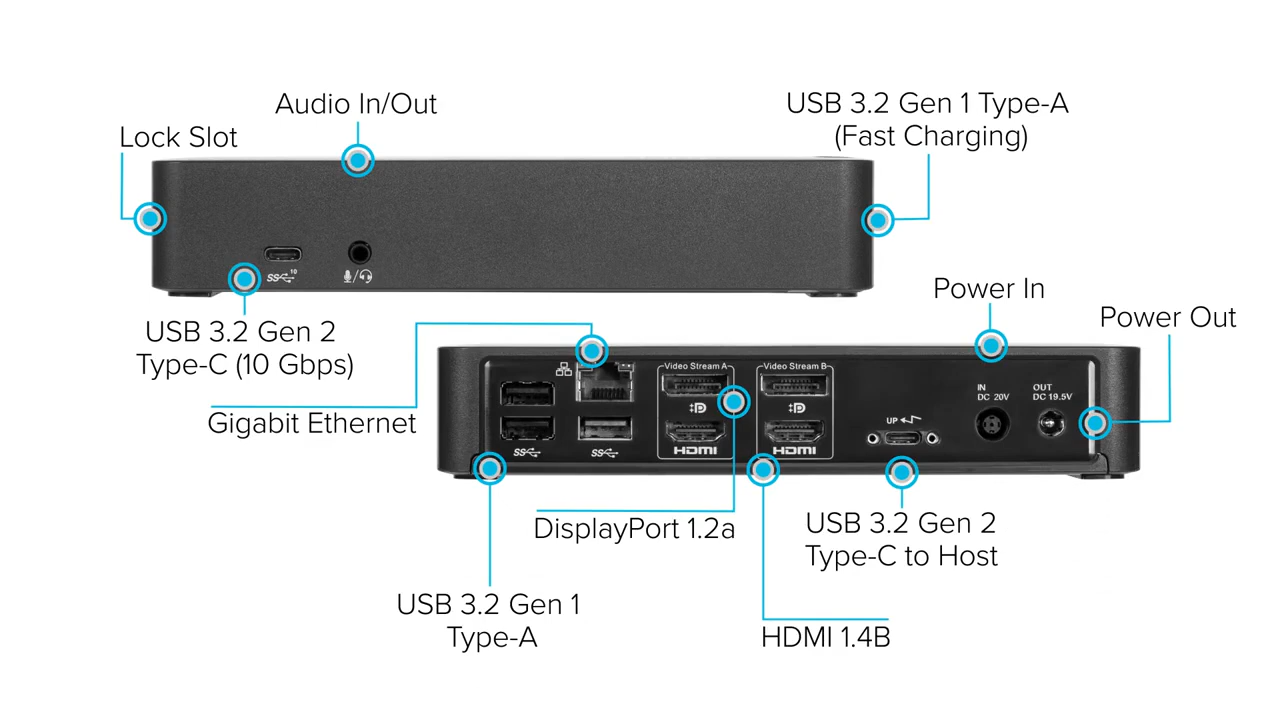 Audio In/Out
USB 3.2 Gen 1 Type-A
(Fast Charging)
Lock Slot
10
USB 3.2 Gen 2
Type-C (10 Gbps)
Power In
Power Out
Gigabit Ethernet
Video Stream A
Video Stream B
HDMI
HDMI
UP
IN
DC 20V
OUT
DC 19.5V
SS
SS
DisplayPort 1.2a
USB 3.2 Gen 2
Type-C to Host
USB 3.2 Gen 1
Type-A
HDMI 1.4B